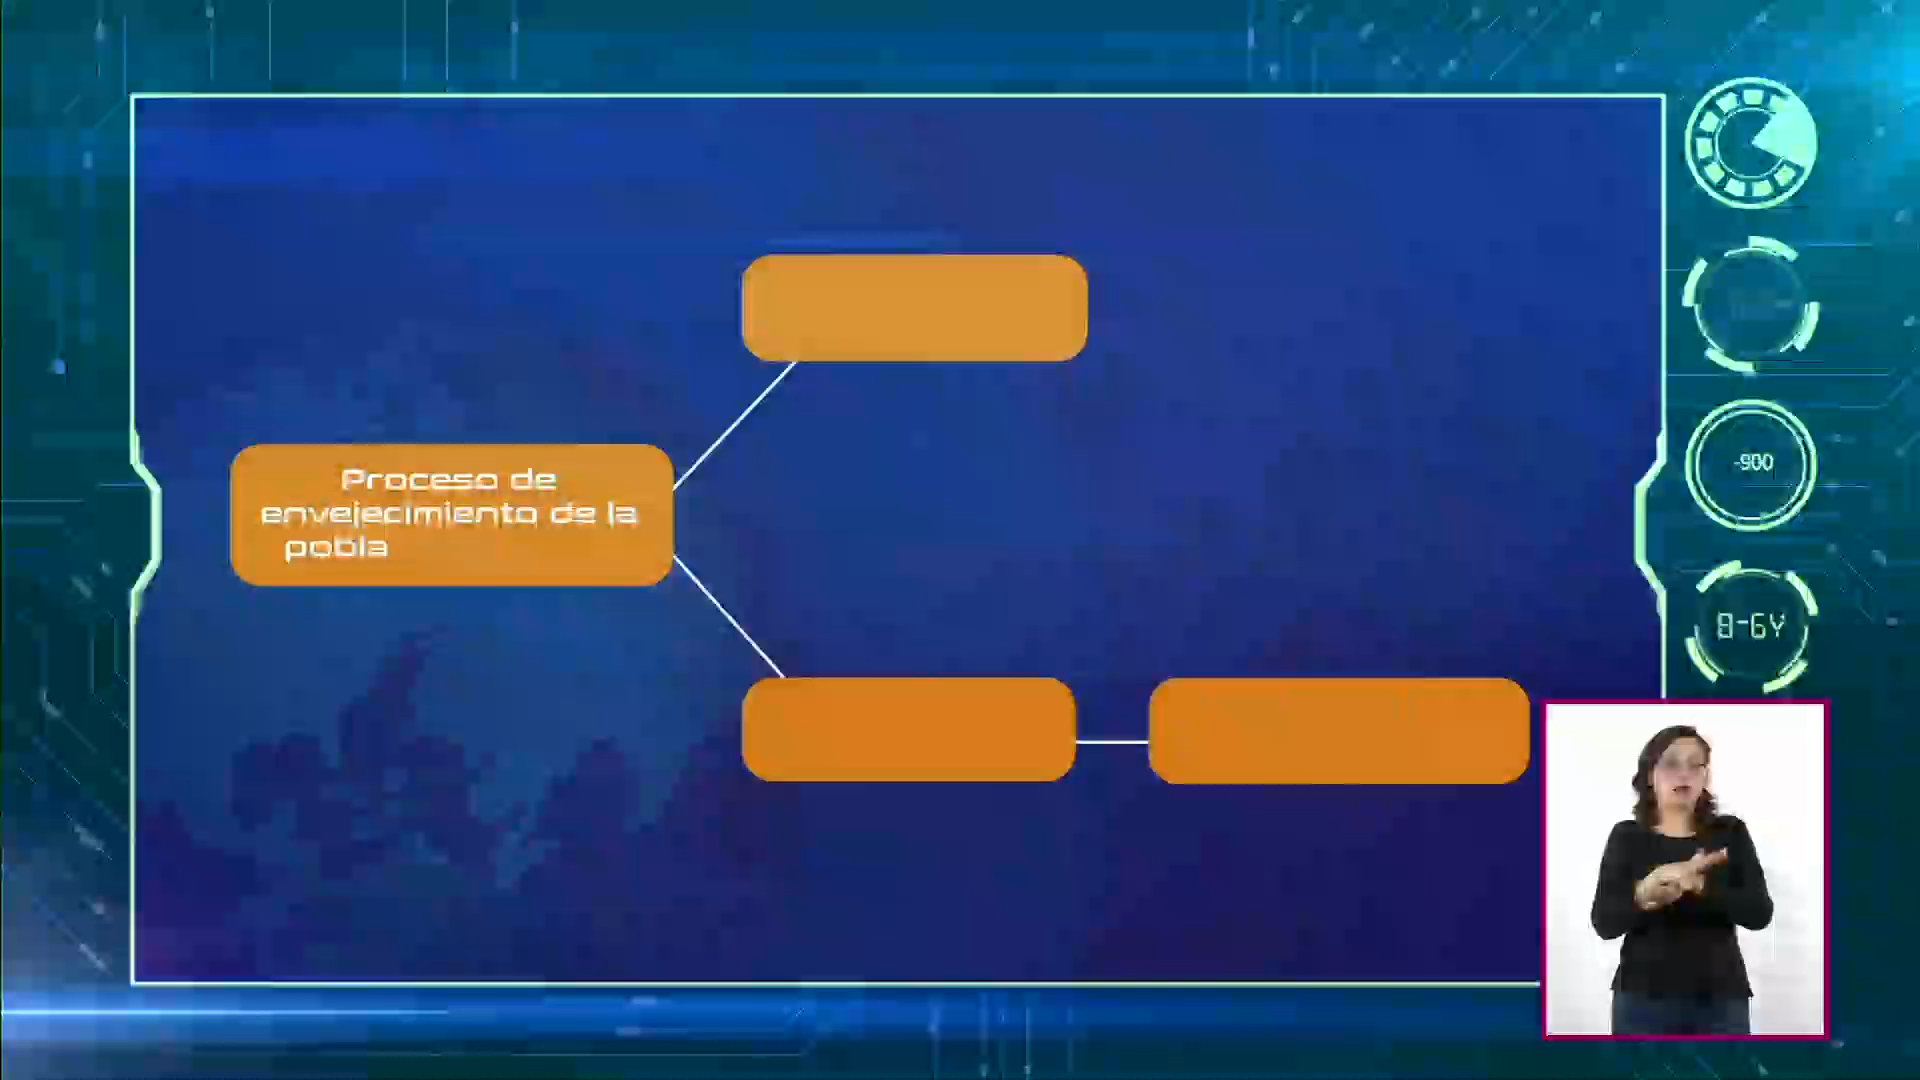 Proceso de
envejecimiento de la
pobla
-900
8-6Y